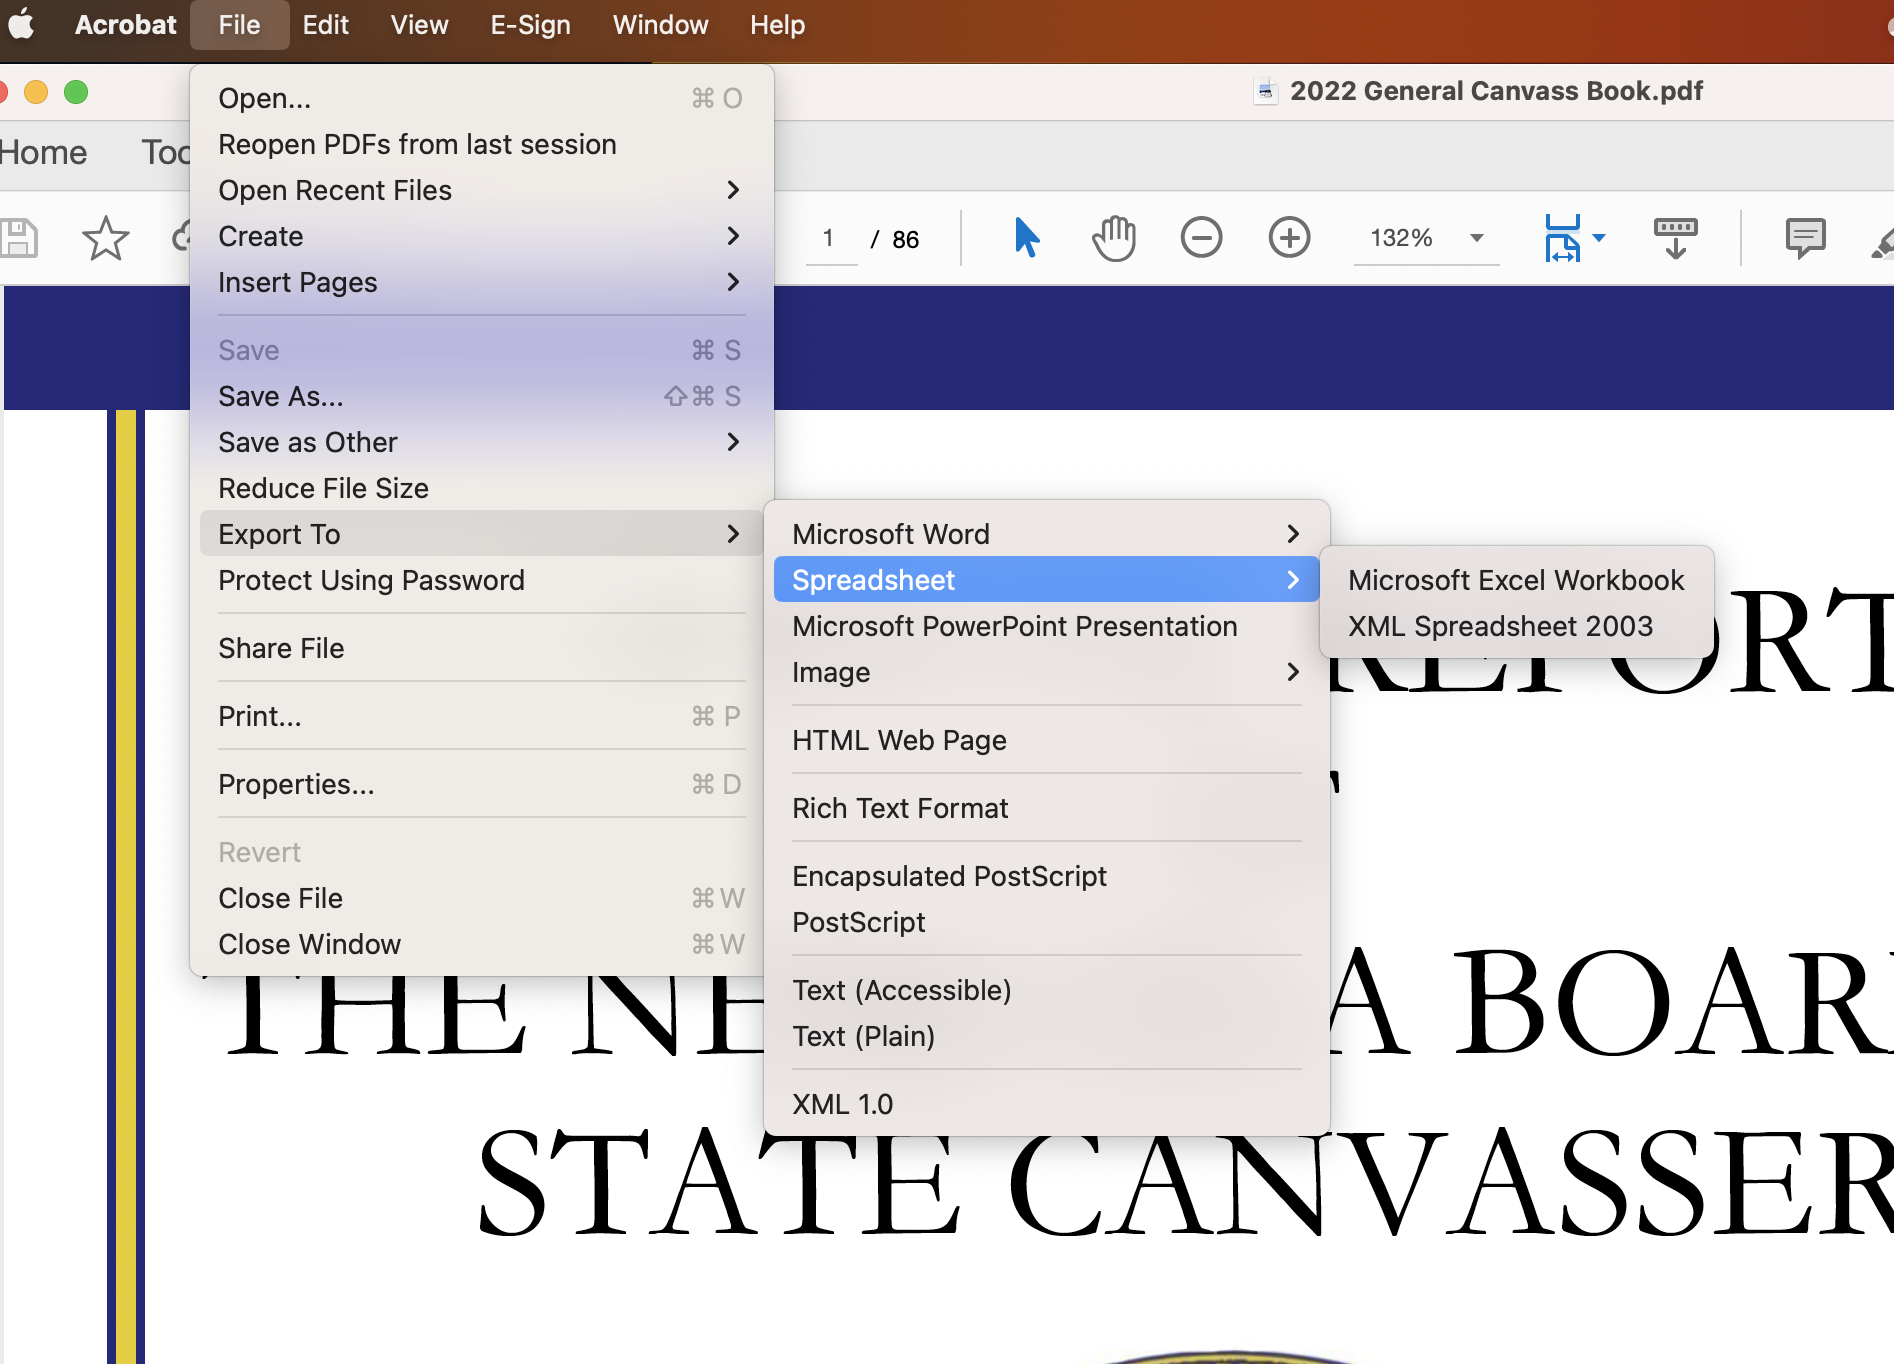 Acrobat File Edit View E-Sign Window Help
2022 General Canvass Book.pdf
Home
1 / 86
132%
Open... ⌘ O
Reopen PDFs from last session
Open Recent Files
Create
Insert Pages
Save ⌘ S
Save As... ⇧⌘ S
Save as Other
Reduce File Size
Export To
Protect Using Password
Share File
Print... ⌘ P
Properties... ⌘ D
Revert
Close File ⌘W
Close Window ⌘W
Microsoft Word
Spreadsheet
Microsoft PowerPoint Presentation
Image
HTML Web Page
Rich Text Format
Encapsulated PostScript
PostScript
Text (Accessible)
Text (Plain)
XML 1.0
Microsoft Excel Workbook
XML Spreadsheet 2003
REPORT
THE NE A BOAR
STATE CANVASSER